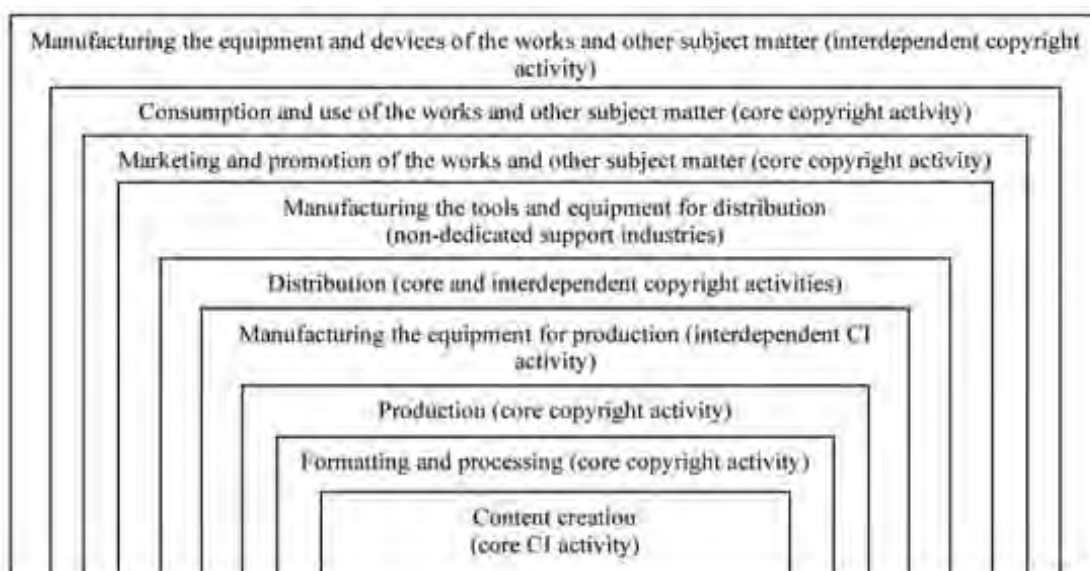 Manufacturing the equipment and devices of the works and other subject matter (interdependent copyright
activity)
Consumption and use of the works and other subject matter (core copyright activity)
Marketing and promotion of the works and other subject matter (core copyright activity)
Manufacturing the tools and equipment for distribution
(non-dedicated support industries)
Distribution (core and interdependent copyright activities)
Manufacturing the equipment for production (interdependent CI
activity)
Production (core copyright activity)
Formatting and processing (core copyright activity)
Content creation
(core CI activity)